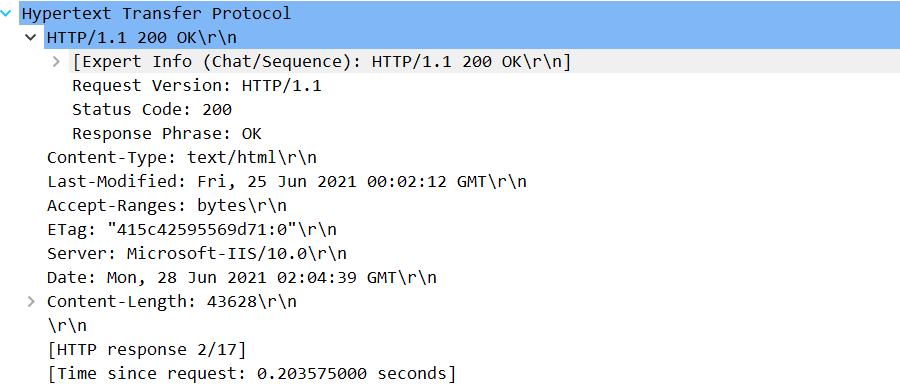 Hypertext Transfer Protocol
HTTP/1.1 200 OK\r\n
[Expert Info (Chat/Sequence): HTTP/1.1 200 OK\r\n]
Request Version: HTTP/1.1
Status Code: 200
Response Phrase: OK
Content-Type: text/html\r\n
Last-Modified: Fri, 25 Jun 2021 00:02:12 GMT\r\n
Accept-Ranges: bytes\r\n
ETag: "415c42595569d71:0"\r\n
Server: Microsoft-IIS/10.0\r\n
Date: Mon, 28 Jun 2021 02:04:39 GMT\r\n
Content-Length: 43628\r\n
\r\n
[HTTP response 2/17]
[Time since request: 0.203575000 seconds]